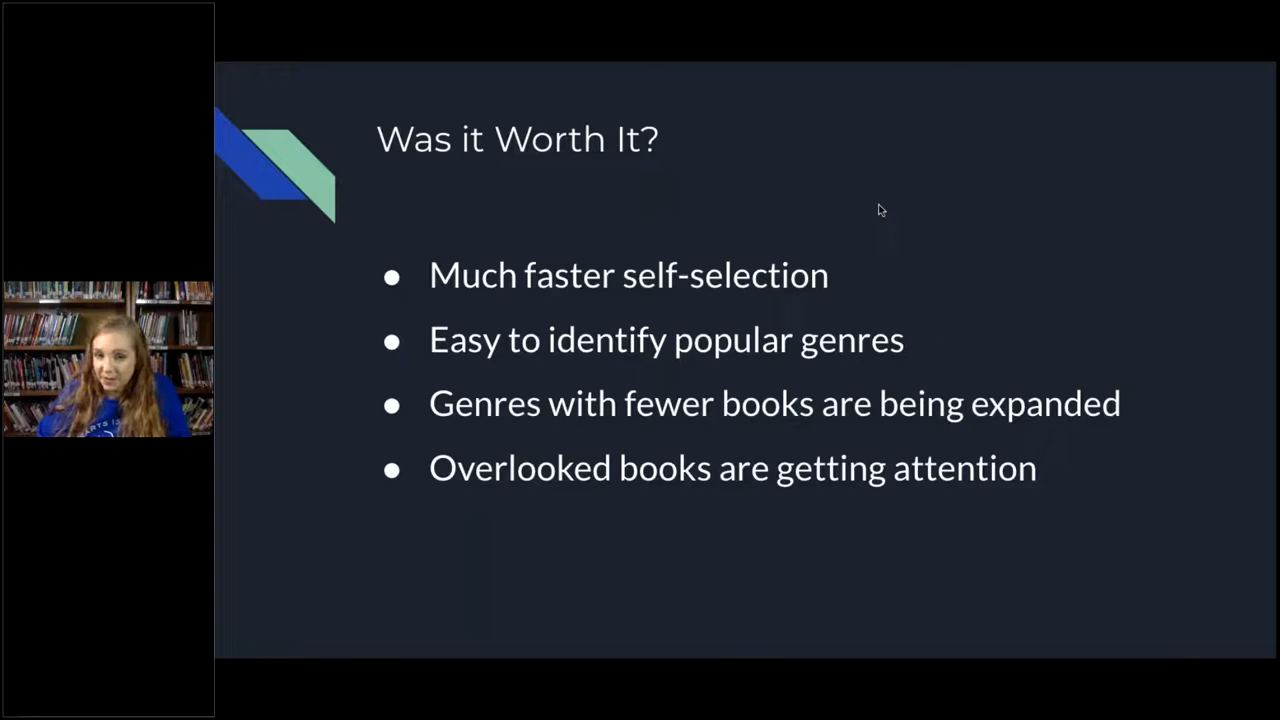 Was it Worth It?
● Much faster self-selection
● Easy to identify popular genres
● Genres with fewer books are being expanded
● Overlooked books are getting attention